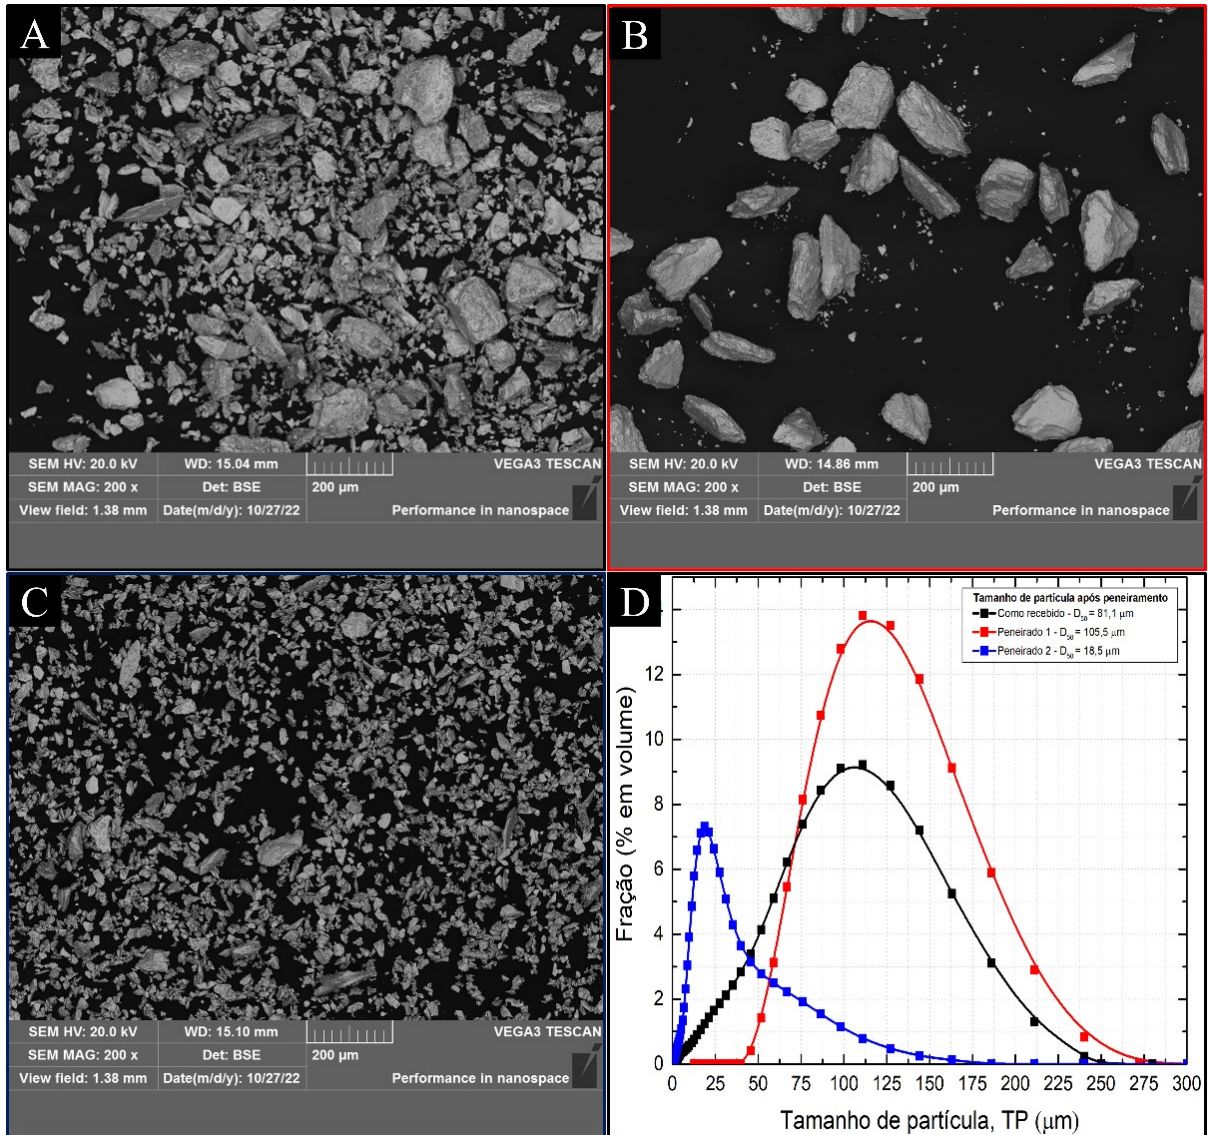 A
SEM HV: 20.0 kV WD: 15.04 mm VEGA3 TESCAN
SEM MAG: 200 x Det: BSE 200 µm
View field: 1.38 mm Date(m/d/y): 10/27/22 Performance in nanospace
B
SEM HV: 20.0 kV WD: 14.86 mm VEGA3 TESCAN
SEM MAG: 200 x Det: BSE 200 µm
View field: 1.38 mm Date(m/d/y): 10/27/22 Performance in nanospace
C
SEM HV: 20.0 kV WD: 15.10 mm VEGA3 TESCAN
SEM MAG: 200 x Det: BSE 200 µm
View field: 1.38 mm Date(m/d/y): 10/27/22 Performance in nanospace
D
Tamanho de partícula após peneiramento
Como recebido - D50 = 81,1 µm
Peneirado 1 - D50 = 105,5 µm
Peneirado 2 - D50 = 18,5 µm
Fração (% em volume)
14
12
10
8
6
4
2
0
0 25 50 75 100 125 150 175 200 225 250 275 300
Tamanho de partícula, TP (µm)